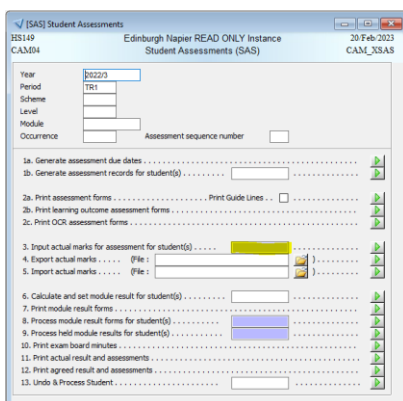 [SAS] Student Assessments
HS149 Edinburgh Napier READ ONLY Instance 20/Feb/2023
CAM04 Student Assessments (SAS) CAM_XSAS
Year 2022/3
Period TR1
Scheme
Level
Module
Occurrence Assessment sequence number
1a. Generate assessment due dates
1b. Generate assessment records for student(s)
2a. Print assessment forms Print Guide Lines
2b. Print learning outcome assessment forms
2c. Print OCR assessment forms
3. Input actual marks for assessment for student(s)
4. Export actual marks (File : )
5. Import actual marks (File : )
6. Calculate and set module result for student(s)
7. Print module result forms
8. Process module result forms for student(s)
9. Process held module results for student(s)
10. Print exam board minutes
11. Print actual result and assessments
12. Print agreed result and assessments
13. Undo & Process Student